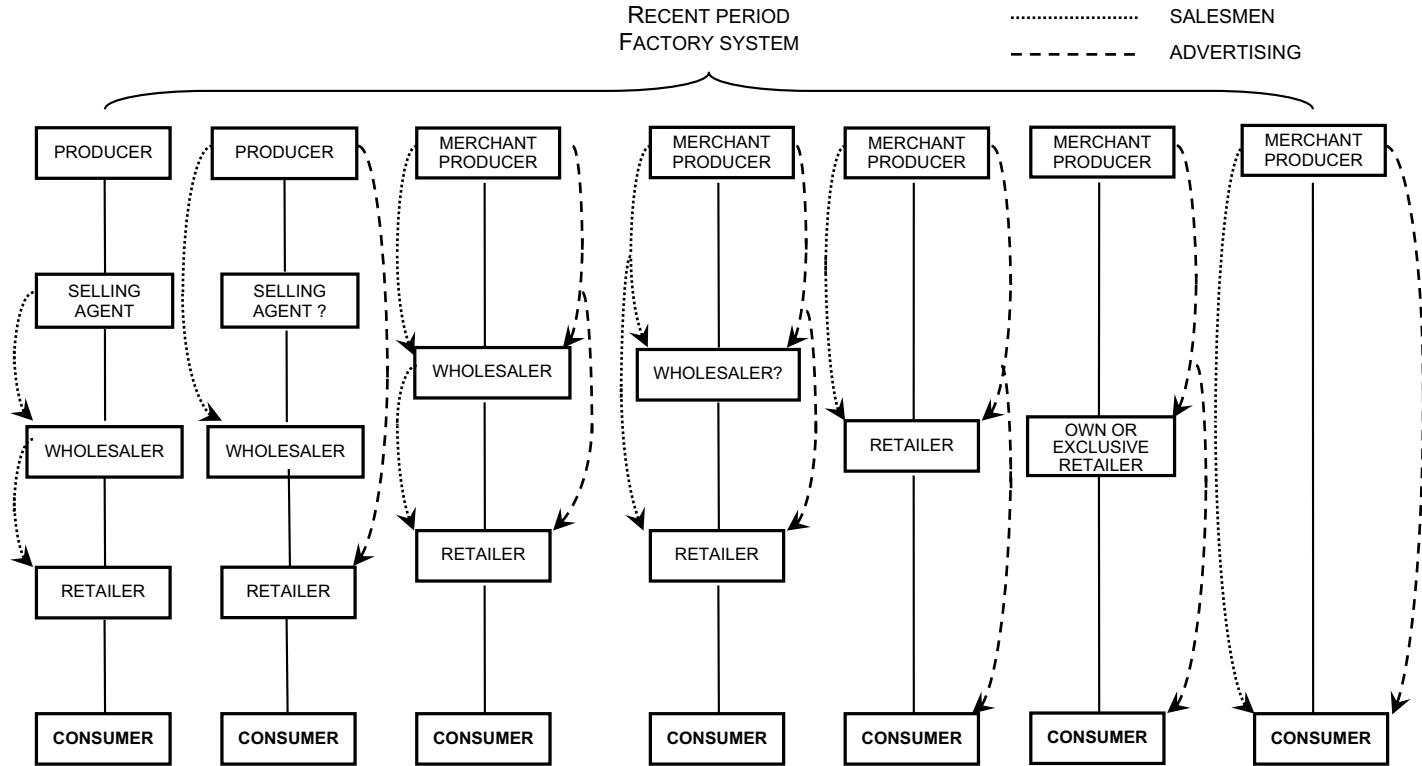 RECENT PERIOD
FACTORY SYSTEM
SALESMEN
ADVERTISING
PRODUCER
PRODUCER
MERCHANT
PRODUCER
MERCHANT
PRODUCER
MERCHANT
PRODUCER
MERCHANT
PRODUCER
MERCHANT
PRODUCER
SELLING
AGENT
SELLING
AGENT ?
WHOLESALER
WHOLESALER?
WHOLESALER
WHOLESALER
RETAILER
OWN OR
EXCLUSIVE
RETAILER
RETAILER
RETAILER
RETAILER
RETAILER
CONSUMER
CONSUMER
CONSUMER
CONSUMER
CONSUMER
CONSUMER
CONSUMER